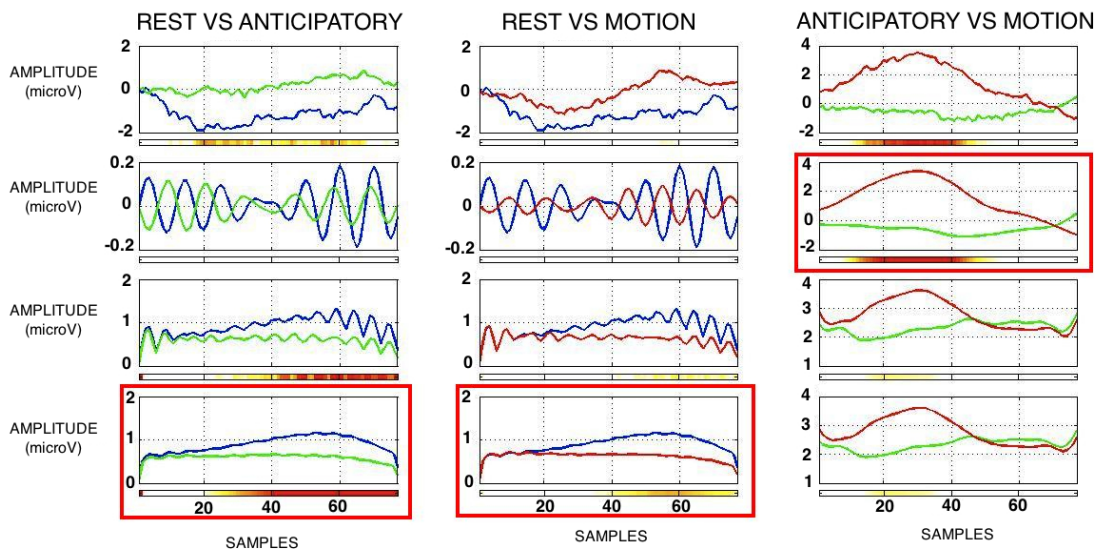 REST VS ANTICIPATORY
REST VS MOTION
ANTICIPATORY VS MOTION
AMPLITUDE
(microV)
2
0
-2
2
0
-2
4
2
0
-2
AMPLITUDE
(microV)
0.2
0
-0.2
0.2
0
-0.2
4
2
0
-2
AMPLITUDE
(microV)
2
1
0
2
1
0
4
3
2
1
AMPLITUDE
(microV)
2
1
0
2
1
0
4
3
2
1
20 40 60
20 40 60
20 40 60
SAMPLES
SAMPLES
SAMPLES